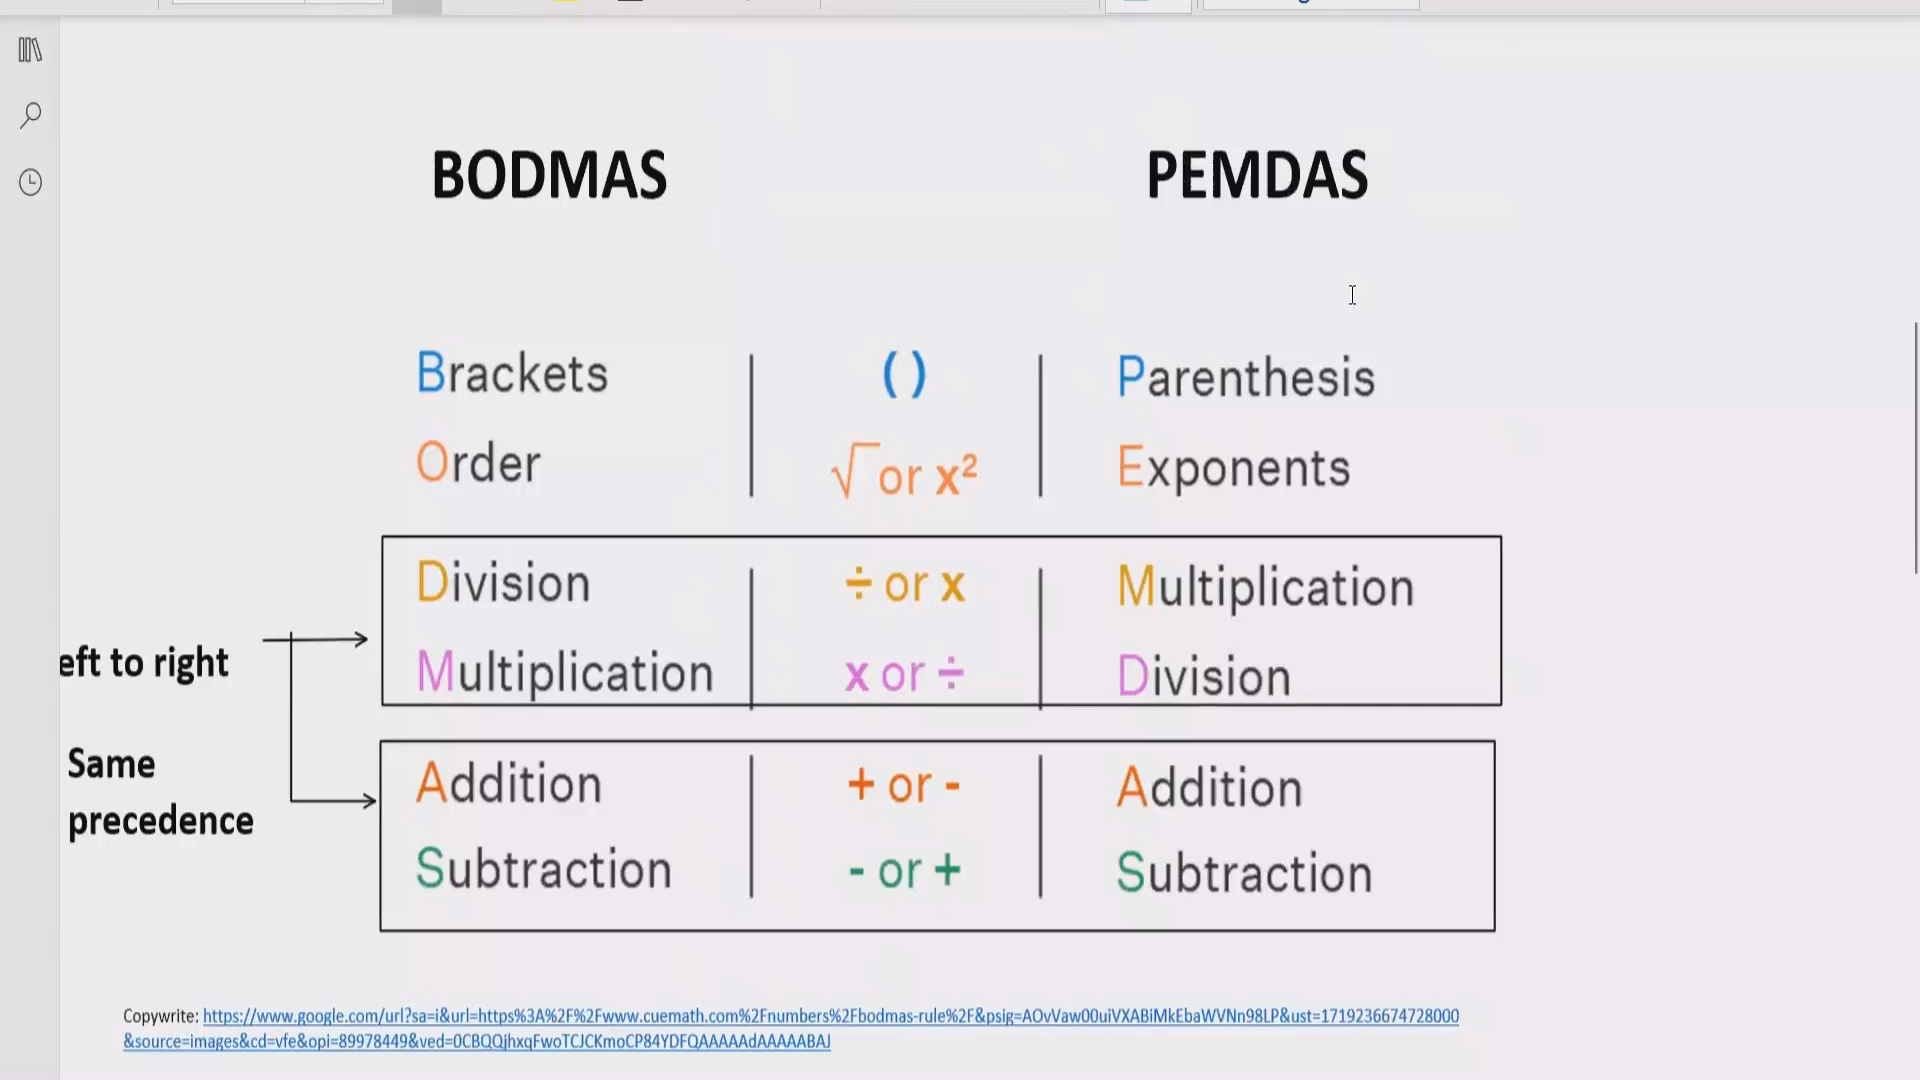 BODMAS PEMDAS
Brackets ( ) Parenthesis
Order √ or x² Exponents
Division ÷ or x Multiplication
eft to right
Multiplication x or ÷ Division
Same
precedence
Addition + or - Addition
Subtraction - or + Subtraction
Copywrite: https://www.google.com/url?sa=i&url=https%3A%2F%2Fwww.cuemath.com%2Fnumbers%2Fbodmas-rule%2F&psig=AOvVaw00uiVXABiMkEbaWVNn98LP&ust=1719236674728000
&source=images&cd=vfe&opi=89978449&ved=0CBQQjhxqFwoTCJCKmoCP84YDFQAAAAAdAAAAABAJ